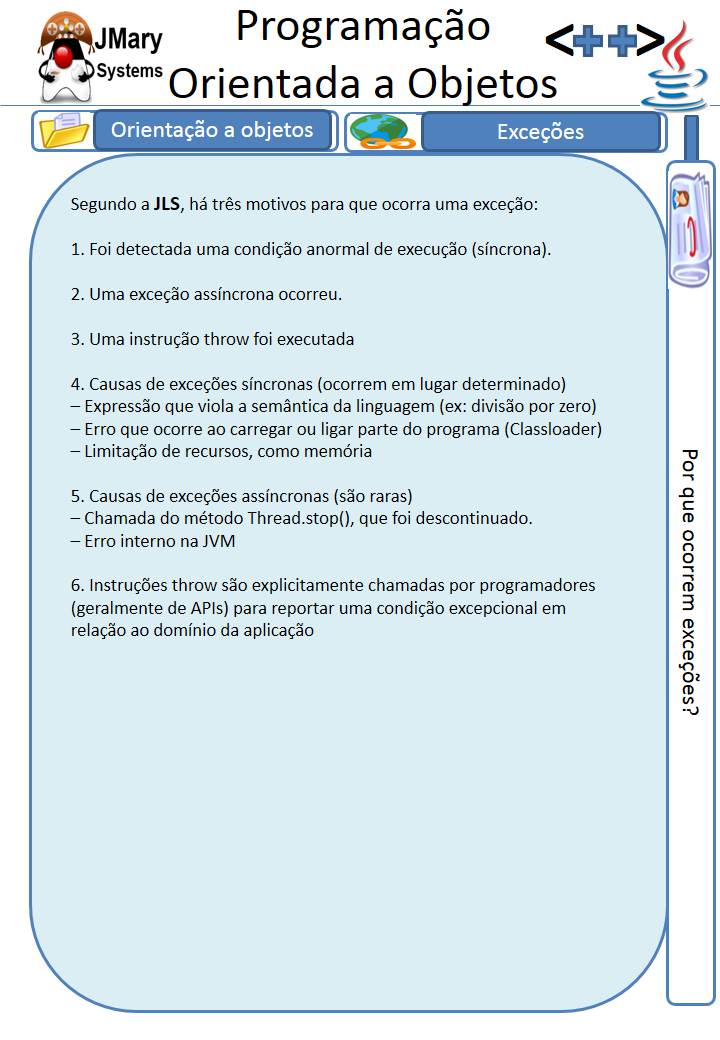 JMary
Systems
Programação
Orientada a Objetos
<++>
Orientação a objetos
Exceções
Segundo a JLS, há três motivos para que ocorra uma exceção:
1. Foi detectada uma condição anormal de execução (síncrona).
2. Uma exceção assíncrona ocorreu.
3. Uma instrução throw foi executada
4. Causas de exceções síncronas (ocorrem em lugar determinado)
– Expressão que viola a semântica da linguagem (ex: divisão por zero)
– Erro que ocorre ao carregar ou ligar parte do programa (Classloader)
– Limitação de recursos, como memória
5. Causas de exceções assíncronas (são raras)
– Chamada do método Thread.stop(), que foi descontinuado.
– Erro interno na JVM
6. Instruções throw são explicitamente chamadas por programadores
(geralmente de APIs) para reportar uma condição excepcional em
relação ao domínio da aplicação
Por que ocorrem exceções?